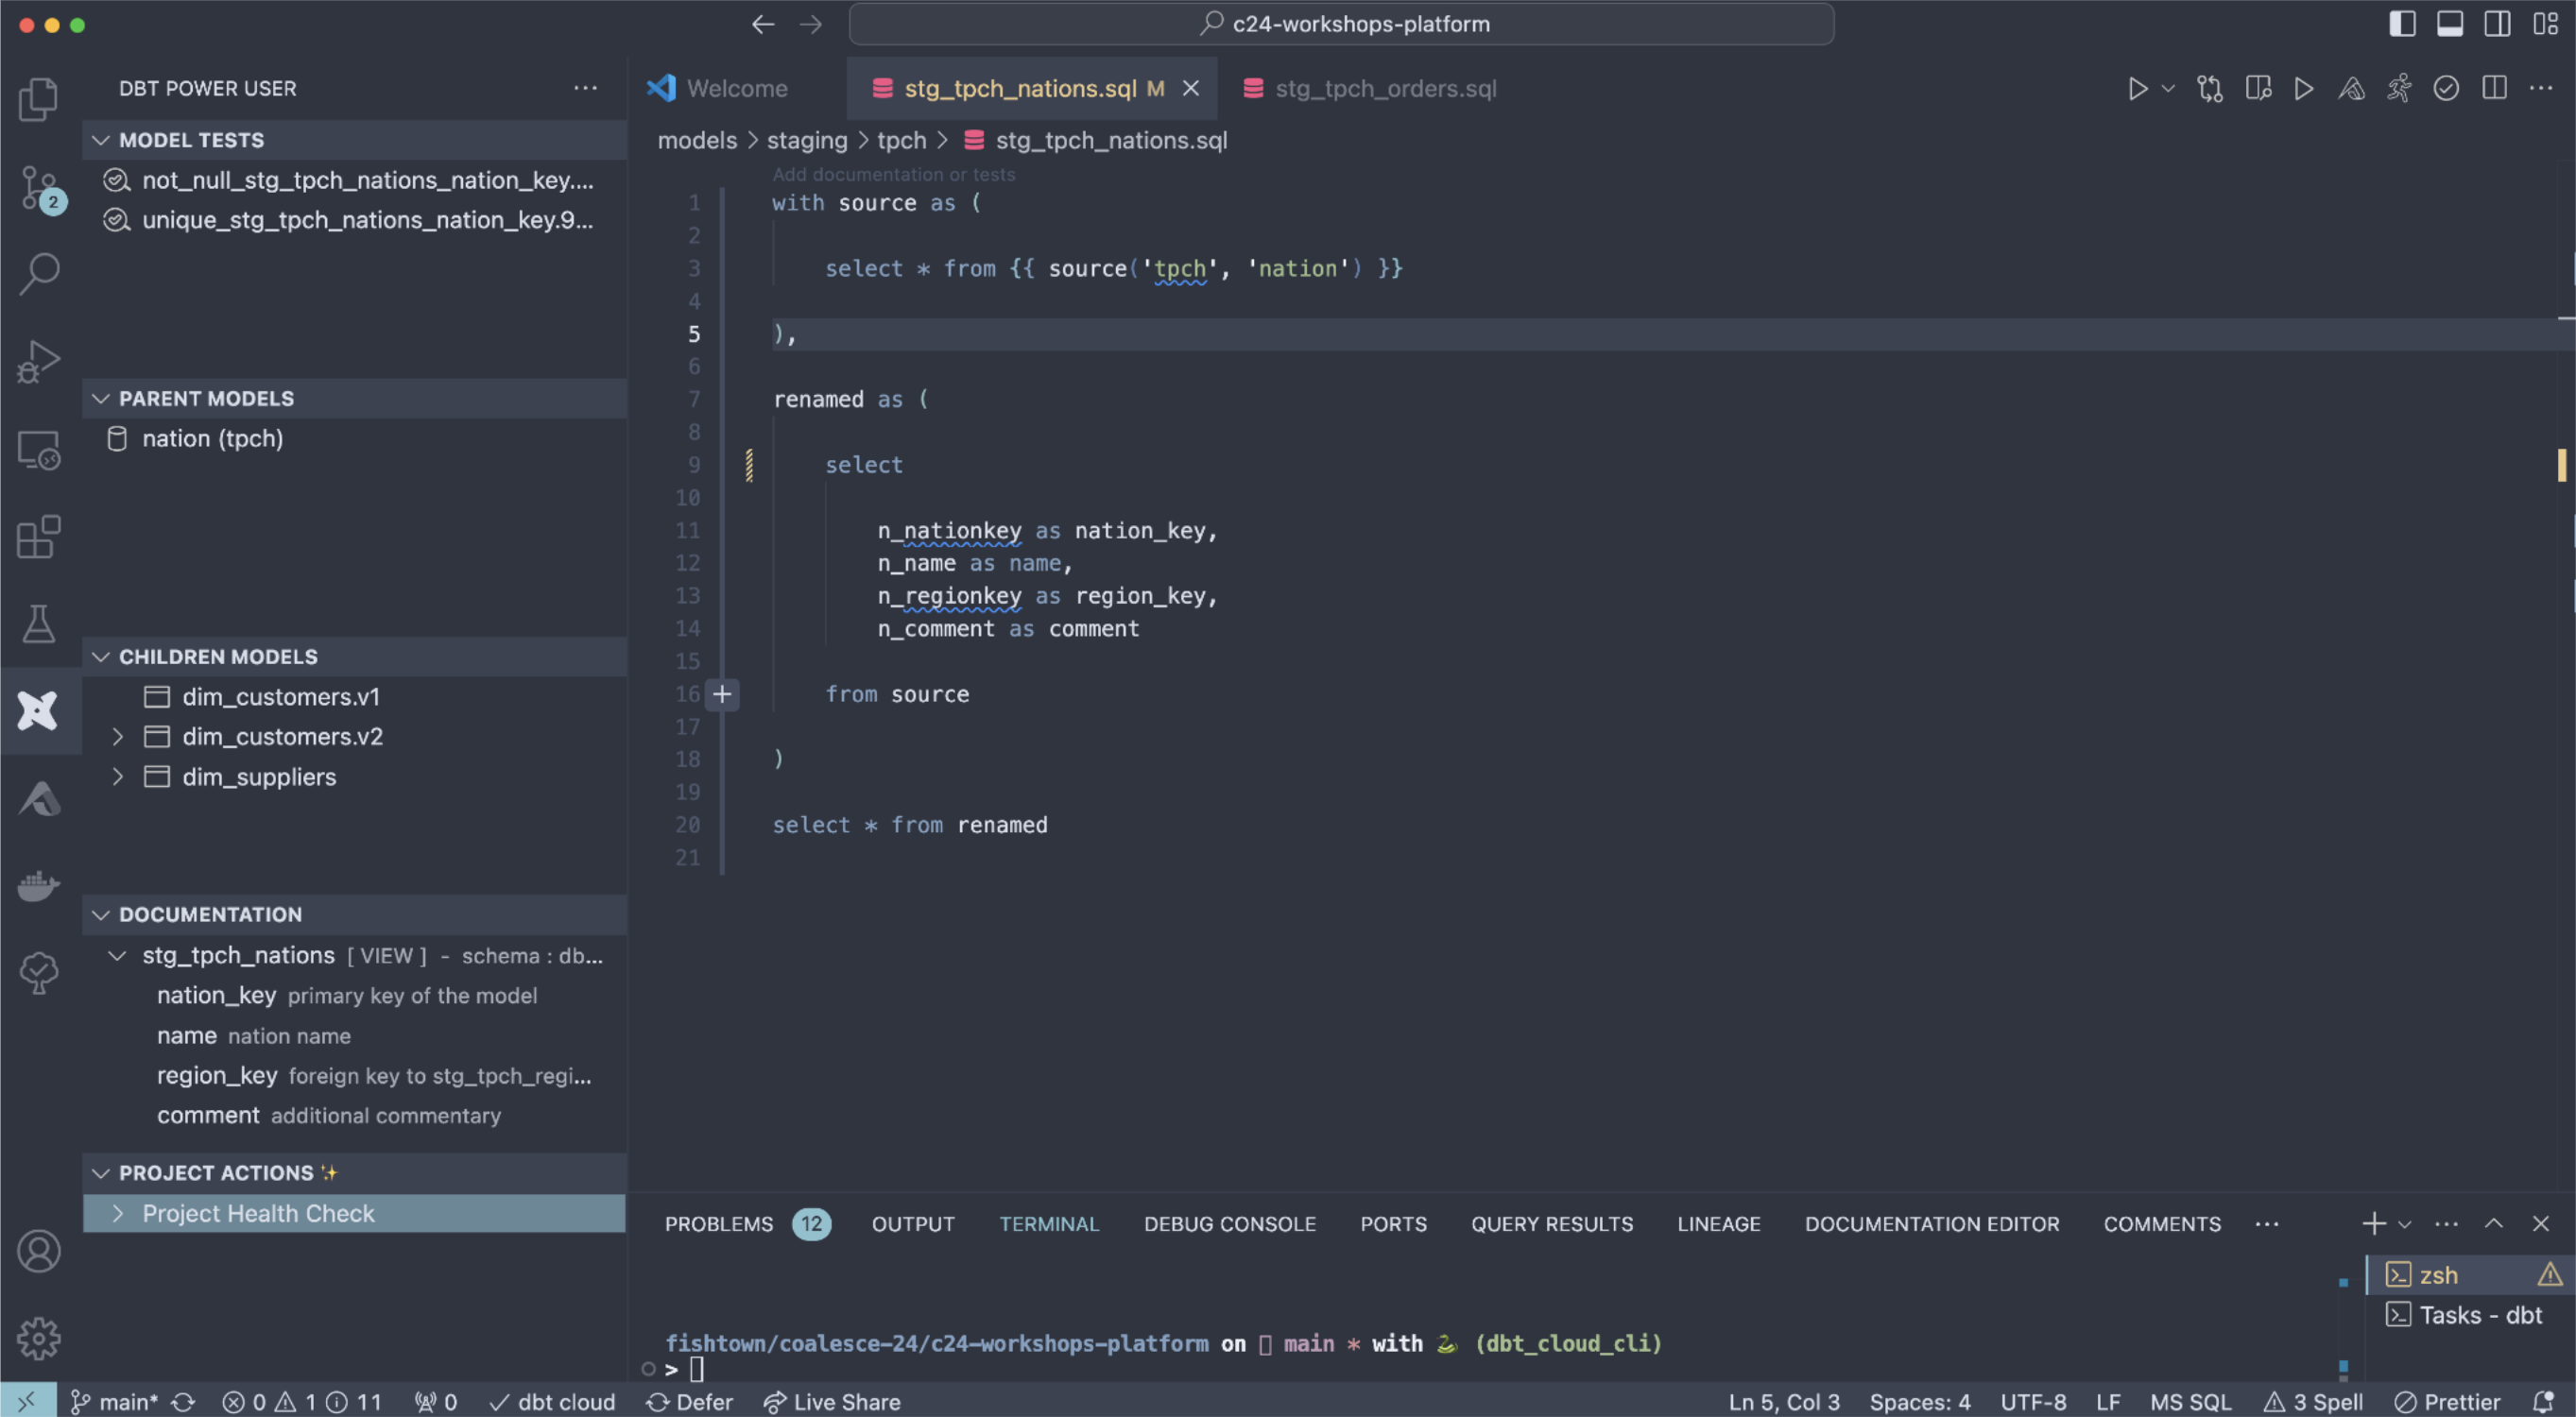 c24-workshops-platform
DBT POWER USER
MODEL TESTS
not_null_stg_tpch_nations_nation_key....
unique_stg_tpch_nations_nation_key.9...
PARENT MODELS
nation (tpch)
CHILDREN MODELS
dim_customers.v1
dim_customers.v2
dim_suppliers
DOCUMENTATION
stg_tpch_nations [ VIEW ] - schema : db...
nation_key primary key of the model
name nation name
region_key foreign key to stg_tpch_regi...
comment additional commentary
PROJECT ACTIONS ✨
Project Health Check
2
Welcome
stg_tpch_nations.sql M
stg_tpch_orders.sql
models > staging > tpch > stg_tpch_nations.sql
Add documentation or tests
1 with source as (
2
3 select * from {{ source('tpch', 'nation') }}
4
5 ),
6
7 renamed as (
8
9 select
10
11 n_nationkey as nation_key,
12 n_name as name,
13 n_regionkey as region_key,
14 n_comment as comment
15
16 from source
17
18 )
19
20 select * from renamed
21
PROBLEMS 12 OUTPUT TERMINAL DEBUG CONSOLE PORTS QUERY RESULTS LINEAGE DOCUMENTATION EDITOR COMMENTS
zsh
Tasks - dbt
fishtown/coalesce-24/c24-workshops-platform on main * with 🐍 (dbt_cloud_cli)
>
main* 0 1 11 0 dbt cloud Defer Live Share
Ln 5, Col 3 Spaces: 4 UTF-8 LF MS SQL 3 Spell Prettier